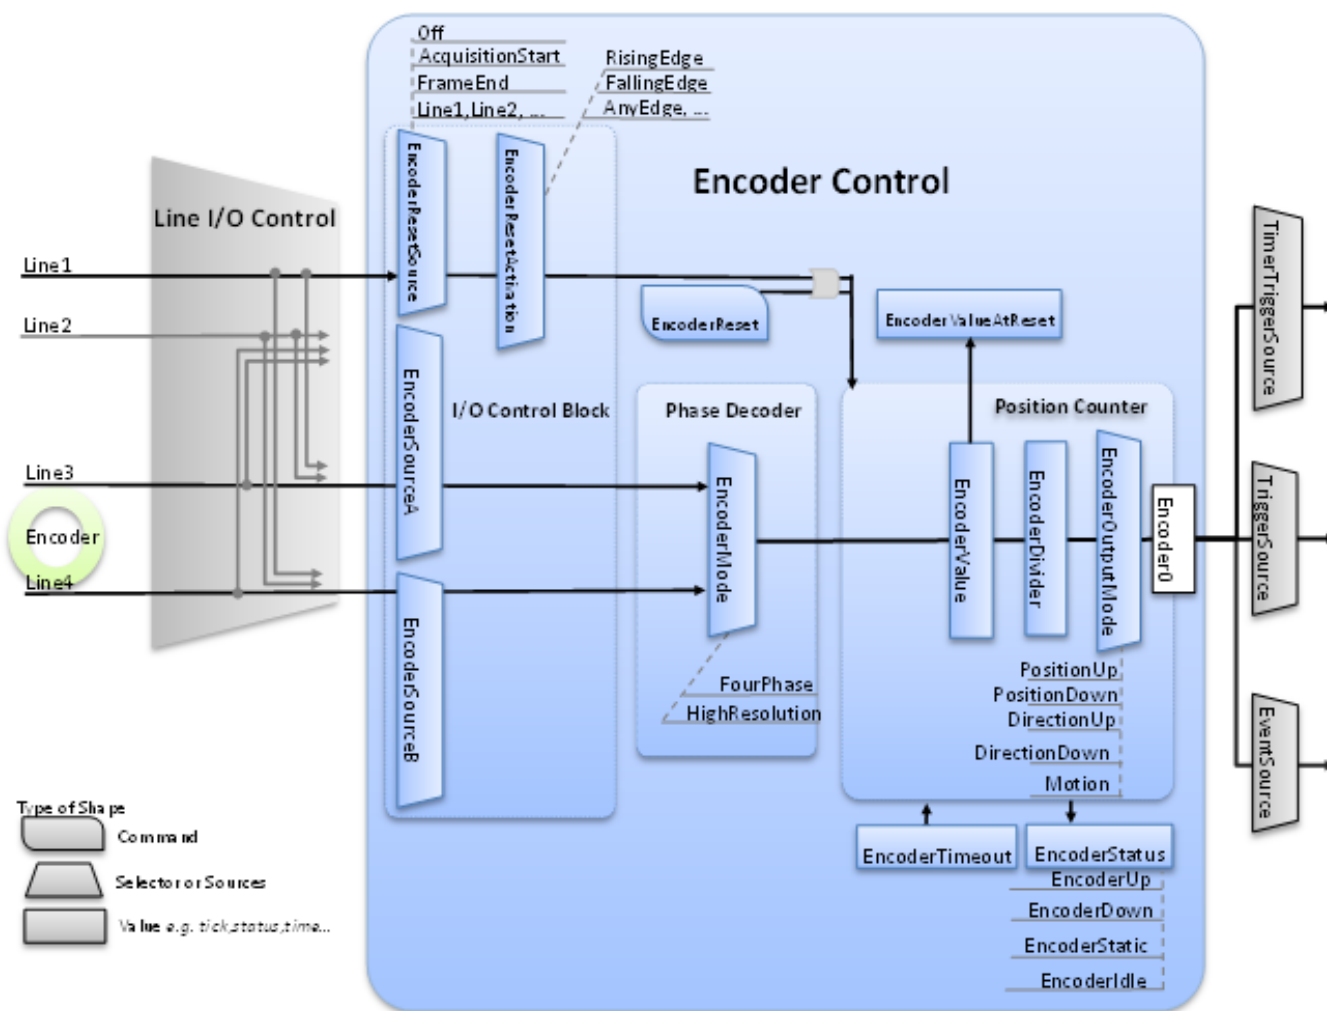 Off
AcquisitionStart
FrameEnd
Line1,Line2, ...
RisingEdge
FallingEdge
AnyEdge, ...
Encoder Control
Line I/O Control
Line1
Line2
Line3
Encoder
Line4
EncoderResetSource
EncoderResetActivation
EncoderSourceA
EncoderSourceB
I/O Control Block
EncoderReset
EncoderValueAtReset
Phase Decoder
EncoderMode
FourPhase
HighResolution
Position Counter
EncoderValue
EncoderDivider
EncoderOutputMode
Encoder0
PositionUp
PositionDown
DirectionUp
DirectionDown
Motion
EncoderTimeout
EncoderStatus
EncoderUp
EncoderDown
EncoderStatic
EncoderIdle
TimerTriggerSource
TriggerSource
EventSource
Type of Shape
Command
Selector or Sources
Value e.g. tick,status,time...